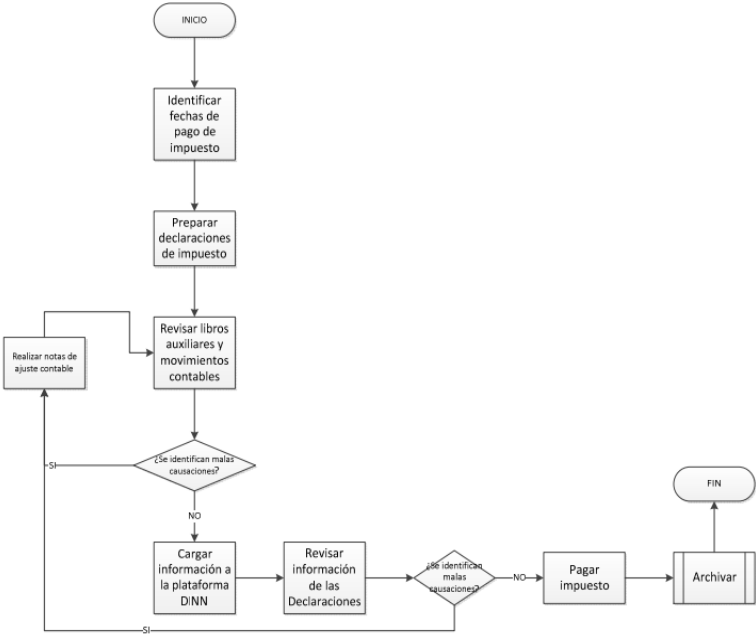 INICIO
Identificar
fechas de
pago de
impuesto
Preparar
declaraciones
de impuesto
Revisar libros
auxiliares y
movimientos
contables
Realizar notas de
ajuste contable
¿Se identifican malas
causaciones?
SI
NO
Cargar
información a
la plataforma
DINN
Revisar
información
de las
Declaraciones
¿Se identifican
malas
causaciones?
NO
SI
Pagar
impuesto
Archivar
FIN